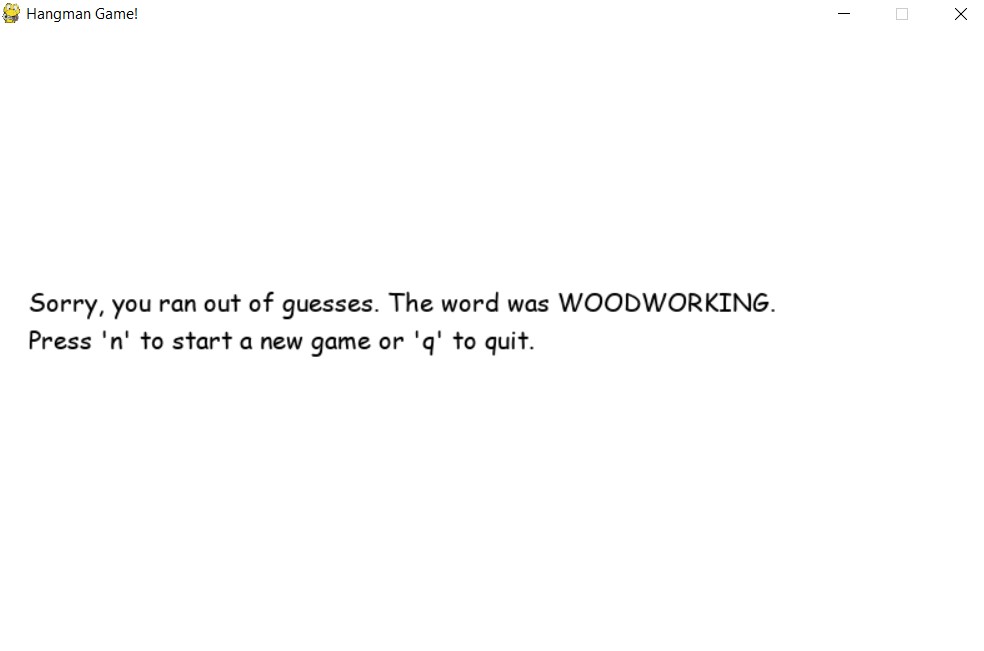 Hangman Game!
Sorry, you ran out of guesses. The word was WOODWORKING.
Press 'n' to start a new game or 'q' to quit.